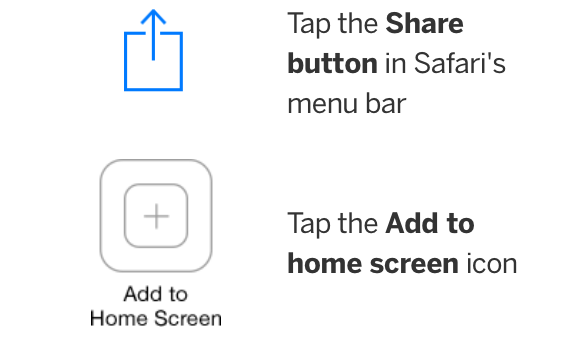 Tap the Share
button in Safari's
menu bar
Add to
Home Screen
Tap the Add to
home screen icon